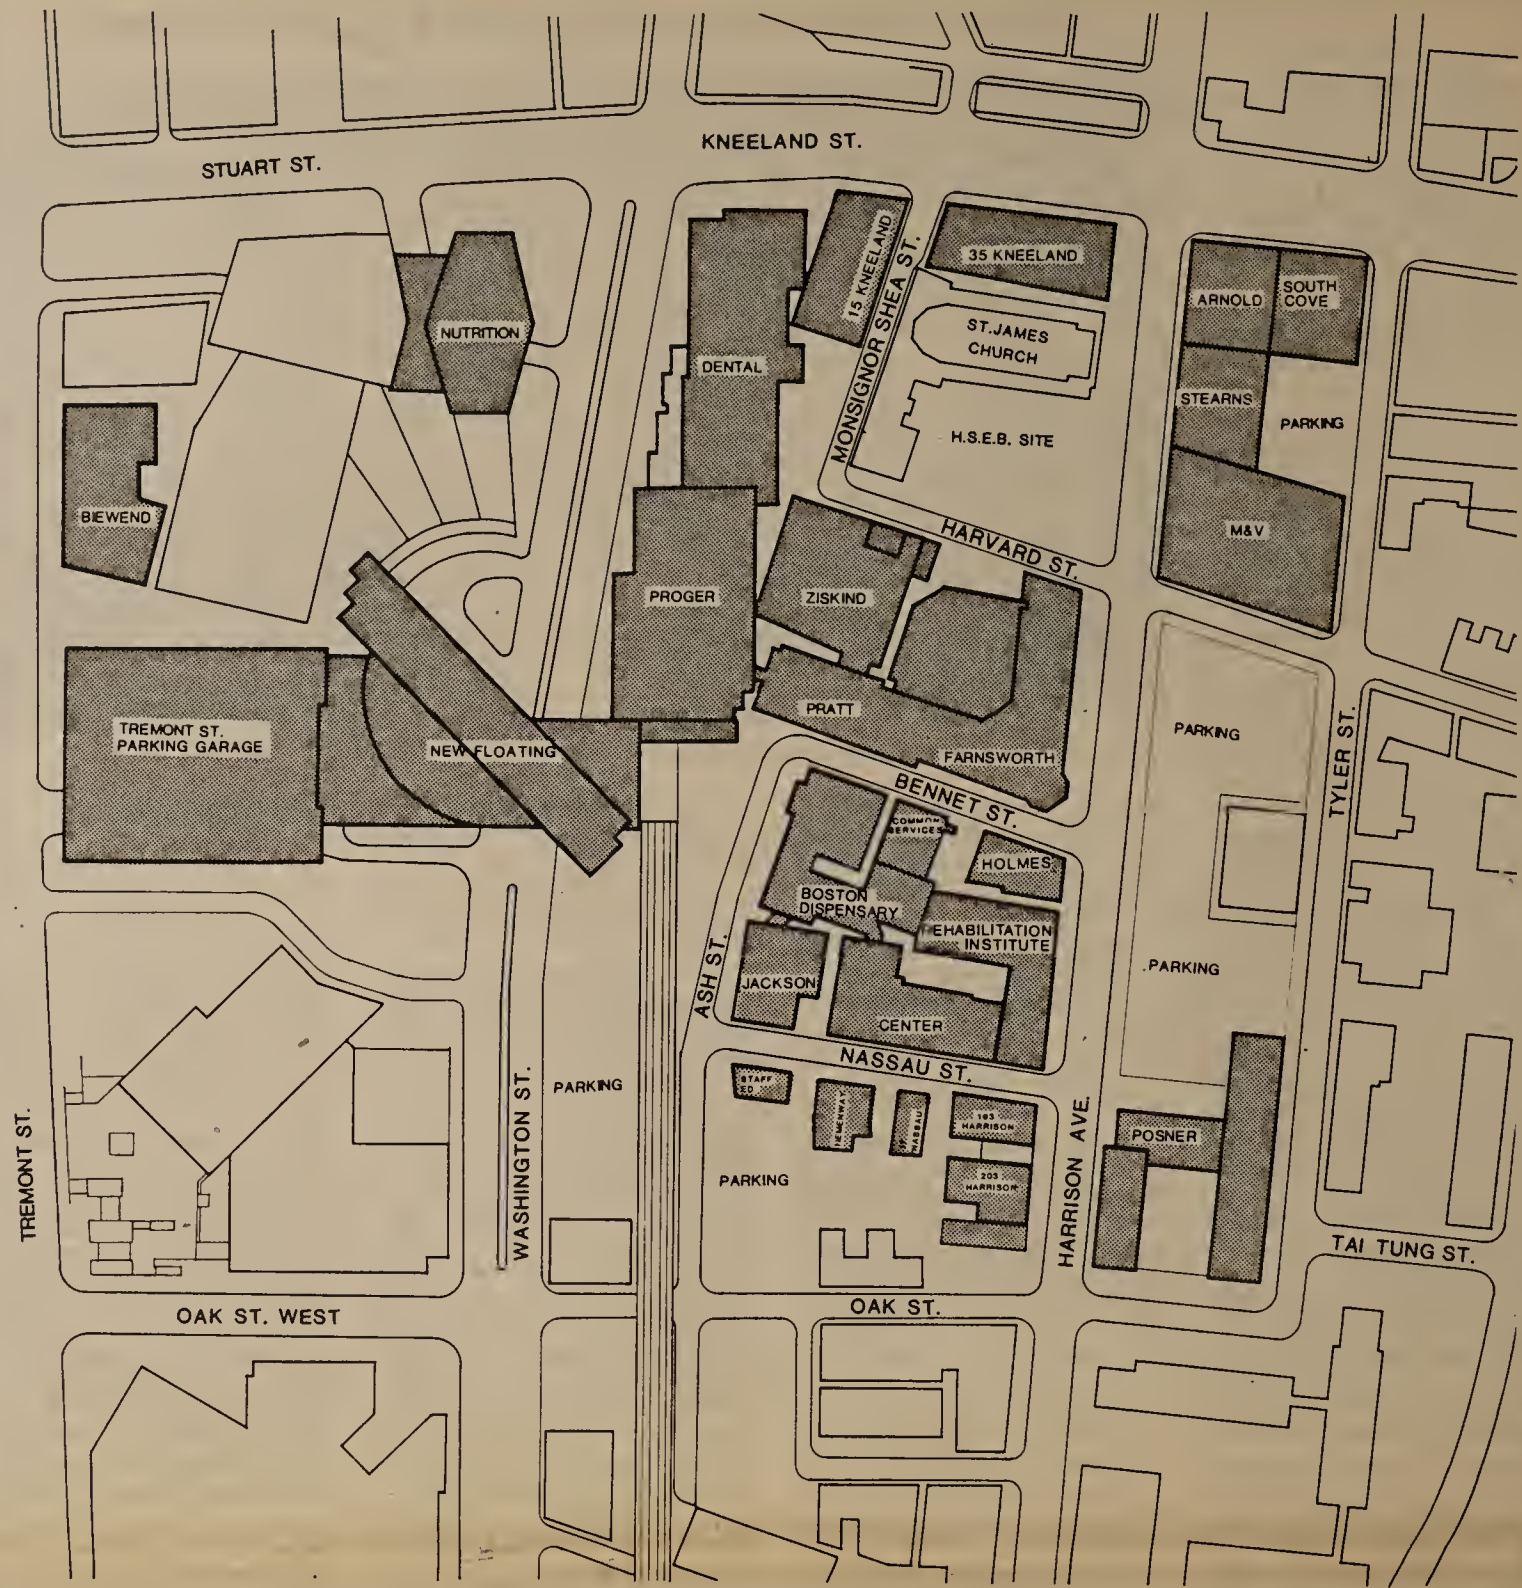 KNEELAND ST.
STUART ST.
15 KNEELAND
MONSIGNOR SHEA ST.
35 KNEELAND
ARNOLD
SOUTH
COVE
NUTRITION
ST. JAMES
CHURCH
DENTAL
STEARNS
PARKING
H.S.E.B. SITE
BIEWEND
M&V
HARVARD ST.
PROGER
ZISKIND
PRATT
TREMONT ST.
PARKING GARAGE
NEW FLOATING
FARNSWORTH
PARKING
TYLER ST.
BENNET ST.
COMMON
SERVICES
HOLMES
BOSTON
DISPENSARY
REHABILITATION
INSTITUTE
PARKING
ASH ST.
JACKSON
CENTER
NASSAU ST.
STAFF
ED
HEMENWAY
NASSAU
183
HARRISON
PARKING
WASHINGTON ST.
TREMONT ST.
PARKING
203
HARRISON
HARRISON AVE.
POSNER
TAI TUNG ST.
OAK ST. WEST
OAK ST.